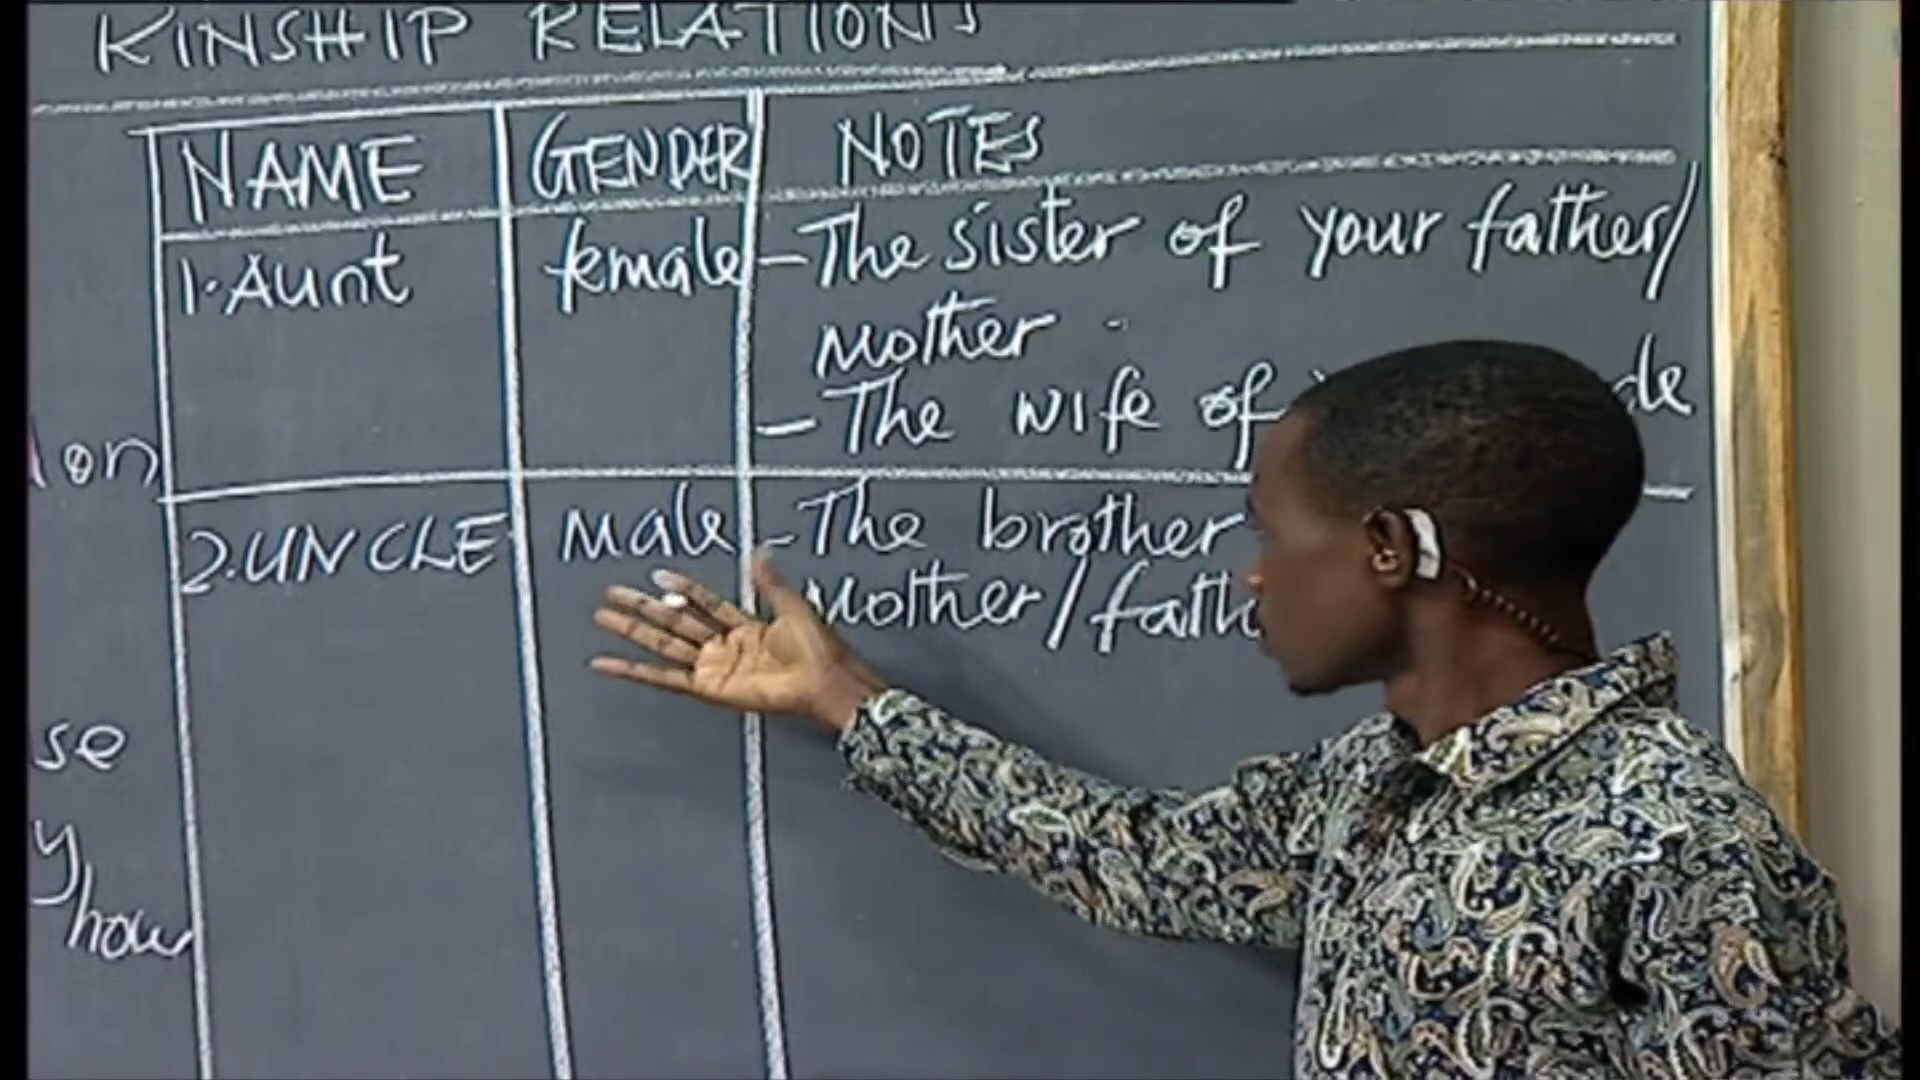 KINSHIP RELATIONS
NAME GENDER NOTES
1. Aunt female - The sister of your father/
Mother
- The wife of
2. UNCLE Male - The brother
Mother/
on
se
y
how